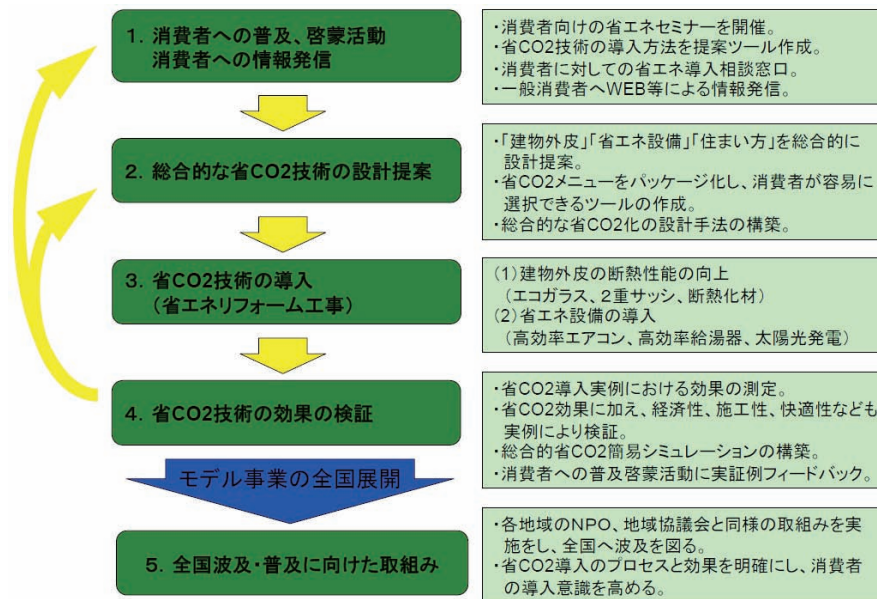 1. 消費者への普及、啓蒙活動
消費者への情報発信
・消費者向けの省エネセミナーを開催。
・省CO2技術の導入方法を提案ツール作成。
・消費者に対しての省エネ導入相談窓口。
・一般消費者へWEB等による情報発信。
2. 総合的な省CO2技術の設計提案
・「建物外皮」「省エネ設備」「住まい方」を総合的に
設計提案。
・省CO2メニューをパッケージ化し、消費者が容易に
選択できるツールの作成。
・総合的な省CO2化の設計手法の構築。
3. 省CO2技術の導入
（省エネリフォーム工事）
(1)建物外皮の断熱性能の向上
（エコガラス、2重サッシ、断熱化材）
(2)省エネ設備の導入
（高効率エアコン、高効率給湯器、太陽光発電）
4. 省CO2技術の効果の検証
・省CO2導入実例における効果の測定。
・省CO2効果に加え、経済性、施工性、快適性なども
実例により検証。
・総合的省CO2簡易シミュレーションの構築。
・消費者への普及啓蒙活動に実証例フィードバック。
モデル事業の全国展開
5. 全国波及・普及に向けた取組み
・各地域のNPO、地域協議会と同様の取組みを実
施をし、全国へ波及を図る。
・省CO2導入のプロセスと効果を明確にし、消費者
の導入意識を高める。